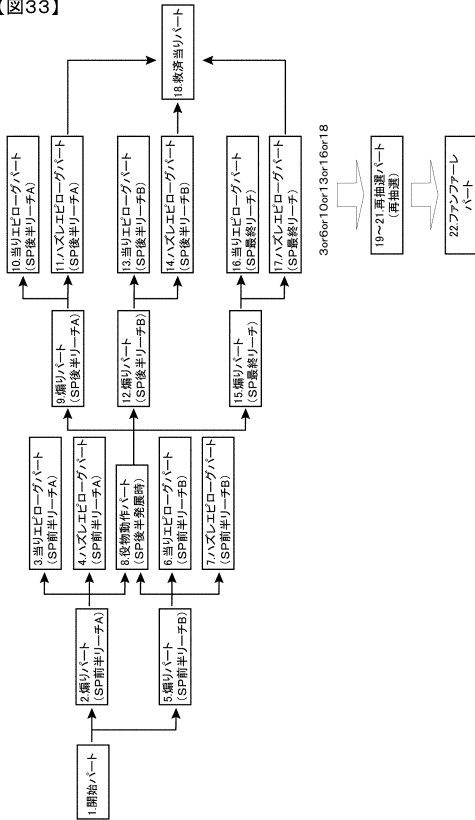 【図33】
1.開始パート
2.煽りパート
(SP前半リーチA)
3.当りエピローグパート
(SP前半リーチA)
4.ハズレエピローグパート
(SP前半リーチA)
5.煽りパート
(SP前半リーチB)
6.当りエピローグパート
(SP前半リーチB)
7.ハズレエピローグパート
(SP前半リーチB)
8.役物動作パート
(SP後半発展時)
9.煽りパート
(SP後半リーチA)
10.当りエピローグパート
(SP後半リーチA)
11.ハズレエピローグパート
(SP後半リーチA)
12.煽りパート
(SP後半リーチB)
13.当りエピローグパート
(SP後半リーチB)
14.ハズレエピローグパート
(SP後半リーチB)
15.煽りパート
(SP最終リーチ)
16.当りエピローグパート
(SP最終リーチ)
17.ハズレエピローグパート
(SP最終リーチ)
18.救済当りパート
3or6or10or13or16or18
19～21.再抽選パート
(再抽選)
22.ファンファーレ
パート